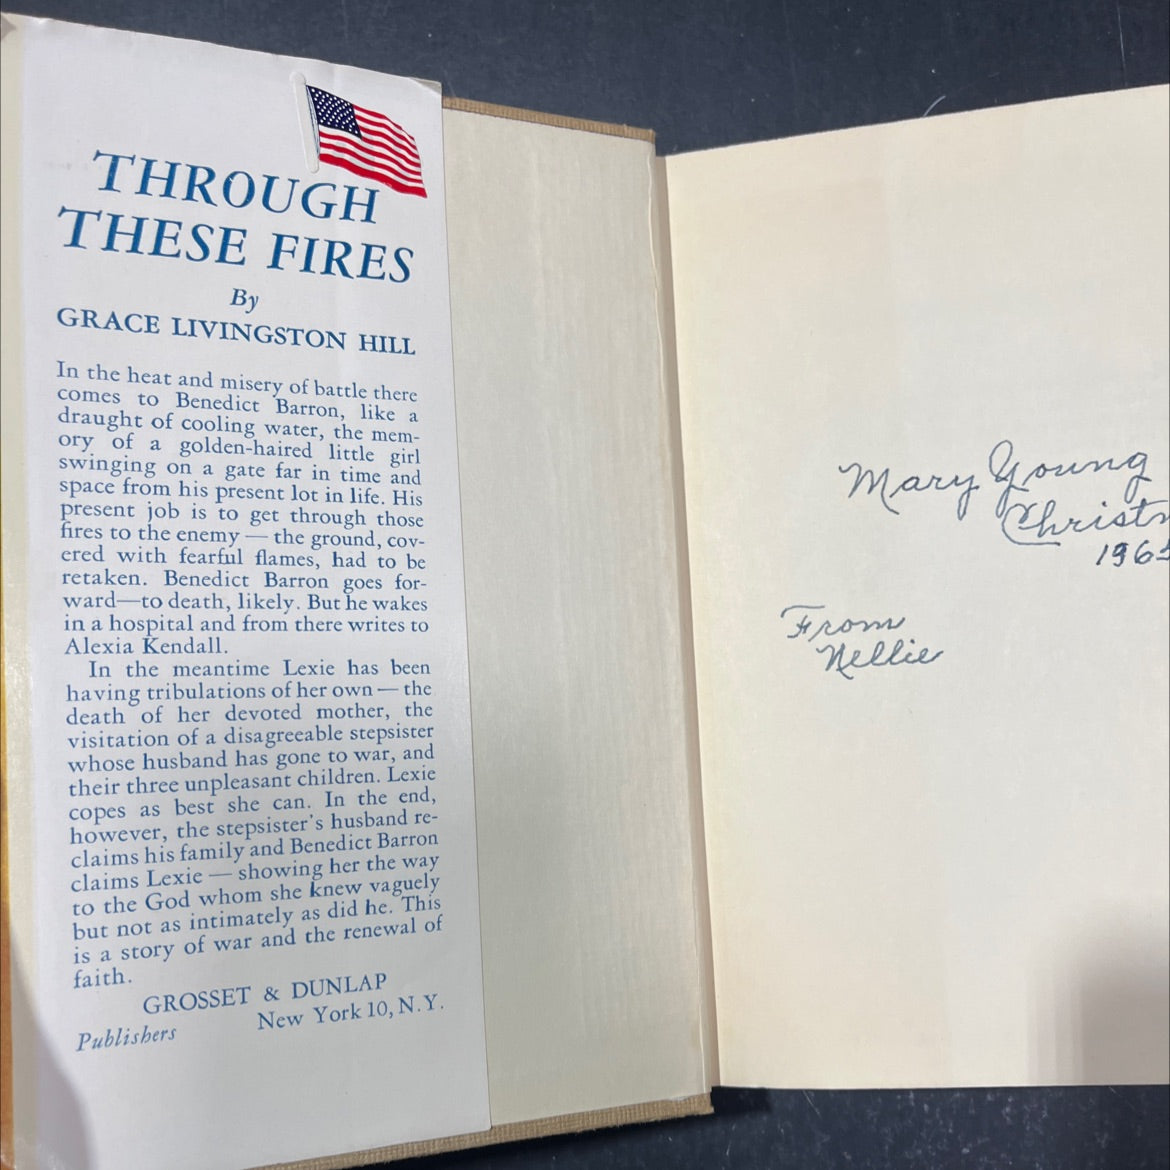 THROUGH
THESE FIRES
By
GRACE LIVINGSTON HILL
In the heat and misery of battle there
comes to Benedict Barron, like a
draught of cooling water, the mem-
ory of a golden-haired little girl
swinging on a gate far in time and
space from his present lot in life. His
present job is to get through those
fires to the enemy — the ground, cov-
ered with fearful flames, had to be
retaken. Benedict Barron goes for-
ward—to death, likely. But he wakes
in a hospital and from there writes to
Alexia Kendall.
In the meantime Lexie has been
having tribulations of her own — the
death of her devoted mother, the
visitation of a disagreeable stepsister
whose husband has gone to war, and
their three unpleasant children. Lexie
copes as best she can. In the end,
however, the stepsister's husband re-
claims his family and Benedict Barron
claims Lexie — showing her the way
to the God whom she knew vaguely
but not as intimately as did he. This
is a story of war and the renewal of
faith.
GROSSET & DUNLAP
Publishers New York 10, N.Y.
Mary Young
Christm
196
From
Nellie